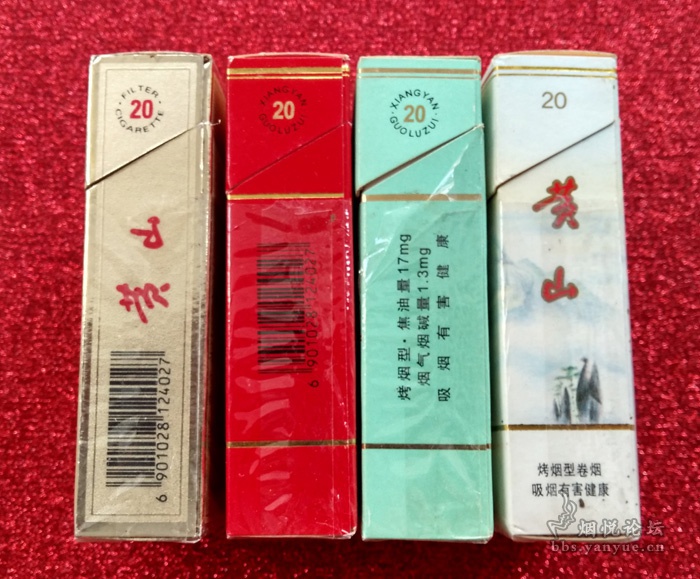 ·FILTER·
20
CIGARETTE
黄山
6 901028 124027
·XIANGYAN·
20
GUOLUZUI
6 901028 124027
·XIANGYAN·
20
GUOLUZUI
烤烟型·焦油量17mg
烟气烟碱量1.3mg
吸烟有害健康
20
黄山
烤烟型卷烟
吸烟有害健康
烟悦论坛
bbs.yanyue.cn